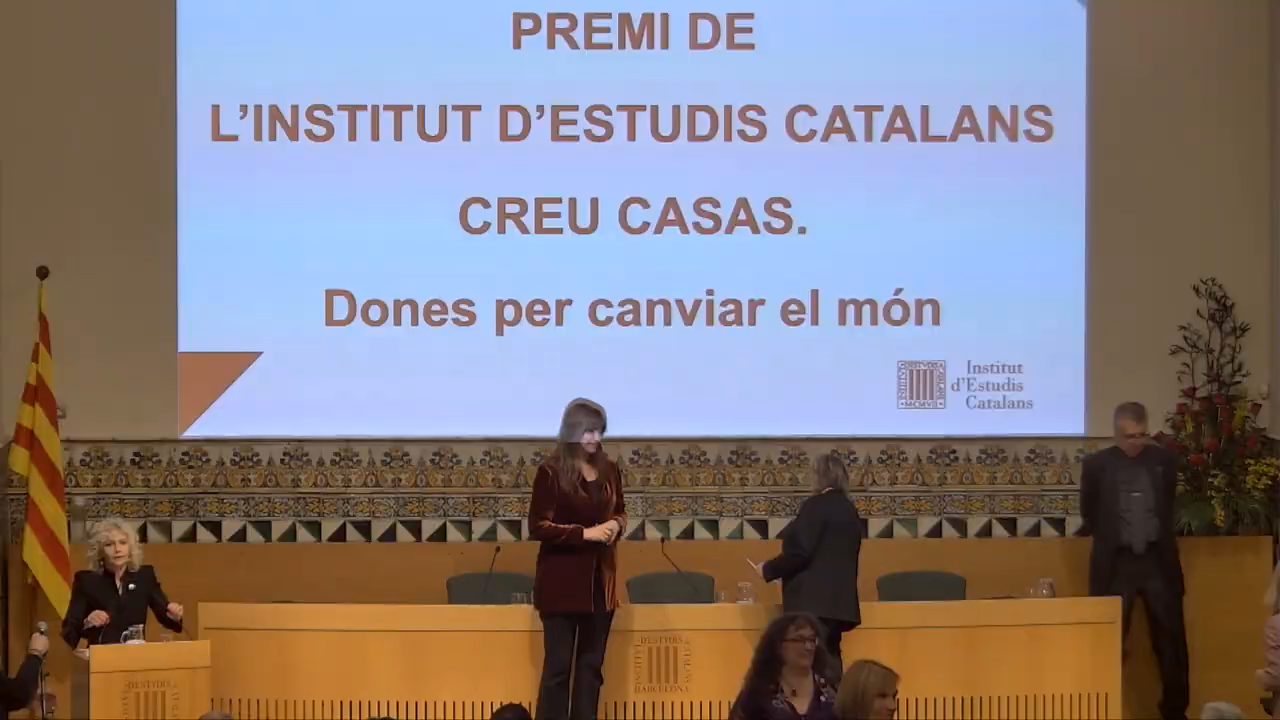 PREMI DE
L'INSTITUT D'ESTUDIS CATALANS
CREU CASAS.
Dones per canviar el món
Institut
d'Estudis
Catalans